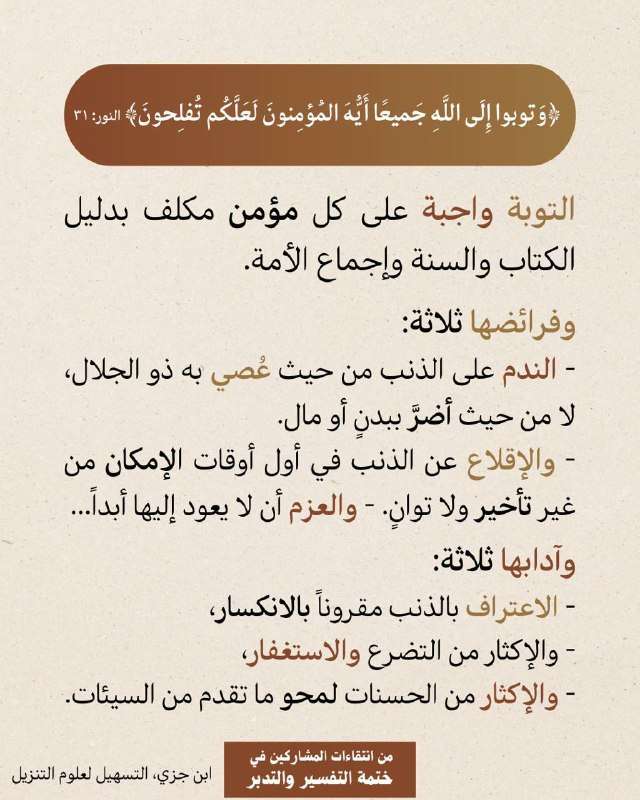 ﴿وَتوبوا إِلَى اللَّهِ جَميعًا أَيُّهَ المُؤمِنونَ لَعَلَّكُم تُفلِحونَ﴾ النور: ٣١
التوبة واجبة على كل مؤمن مكلف بدليل
الكتاب والسنة وإجماع الأمة.
وفرائضها ثلاثة:
- الندم على الذنب من حيث عُصي به ذو الجلال،
لا من حيث أضرَّ ببدنٍ أو مال.
- والإقلاع عن الذنب في أول أوقات الإمكان من
غير تأخير ولا توانٍ. - والعزم أن لا يعود إليها أبداً...
وآدابها ثلاثة:
- الاعتراف بالذنب مقروناً بالانكسار،
- والإكثار من التضرع والاستغفار،
- والإكثار من الحسنات لمحو ما تقدم من السيئات.
من انتقاءات المشاركين في
ختمة التفسير والتدبر
ابن جزي، التسهيل لعلوم التنزيل